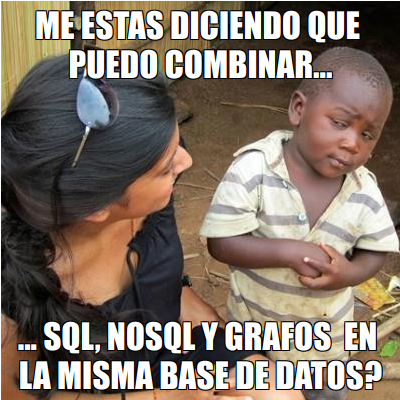 ME ESTAS DICIENDO QUE
PUEDO COMBINAR...
... SQL, NOSQL Y GRAFOS EN
LA MISMA BASE DE DATOS?